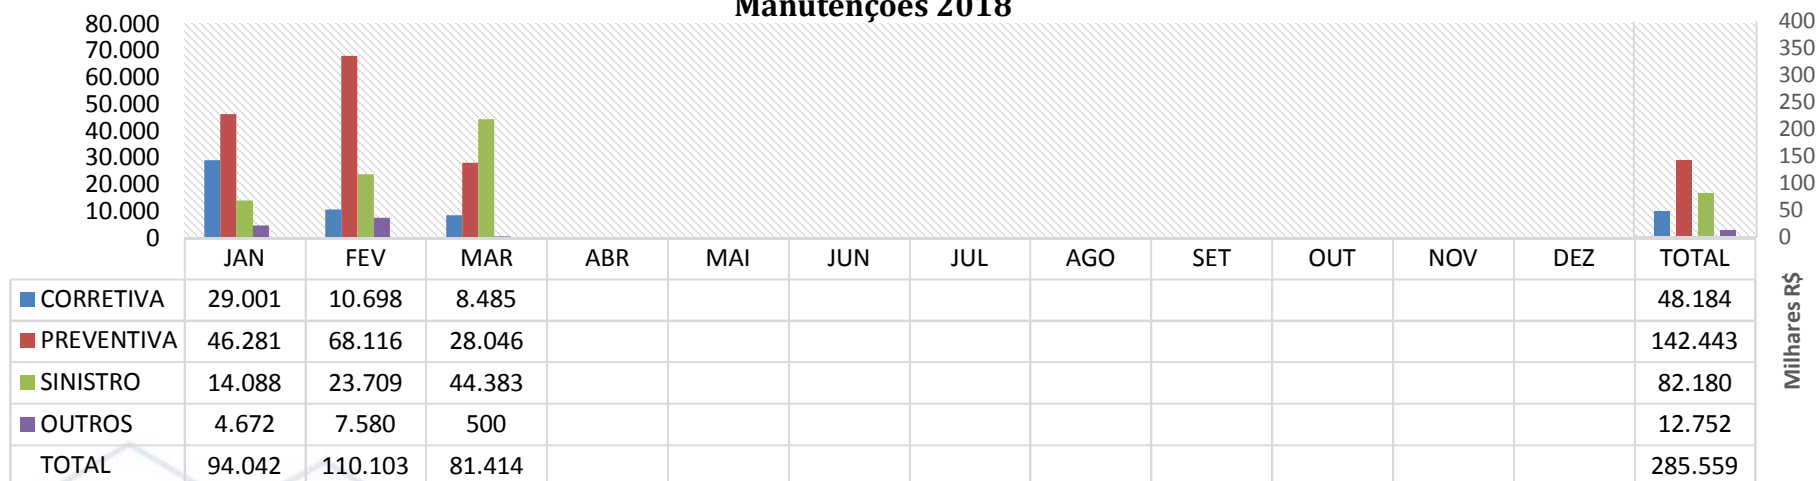 Manutenções 2018
80.000
70.000
60.000
50.000
40.000
30.000
20.000
10.000
0
400
350
300
250
200
150
100
50
0
Milhares R$
JAN FEV MAR ABR MAI JUN JUL AGO SET OUT NOV DEZ TOTAL
CORRETIVA 29.001 10.698 8.485 48.184
PREVENTIVA 46.281 68.116 28.046 142.443
SINISTRO 14.088 23.709 44.383 82.180
OUTROS 4.672 7.580 500 12.752
TOTAL 94.042 110.103 81.414 285.559